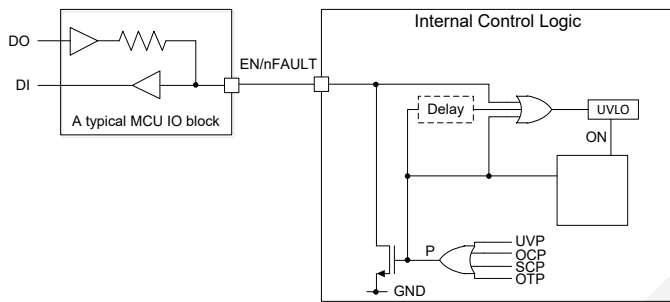 Internal Control Logic
DO
DI
A typical MCU IO block
EN/nFAULT
Delay
UVLO
ON
P
UVP
OCP
SCP
OTP
GND